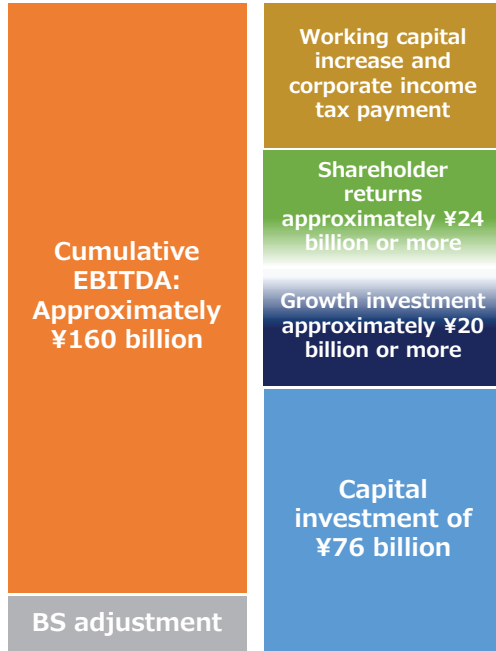 Cumulative
EBITDA:
Approximately
¥160 billion
BS adjustment
Working capital
increase and
corporate income
tax payment
Shareholder
returns
approximately ¥24
billion or more
Growth investment
approximately ¥20
billion or more
Capital
investment of
¥76 billion